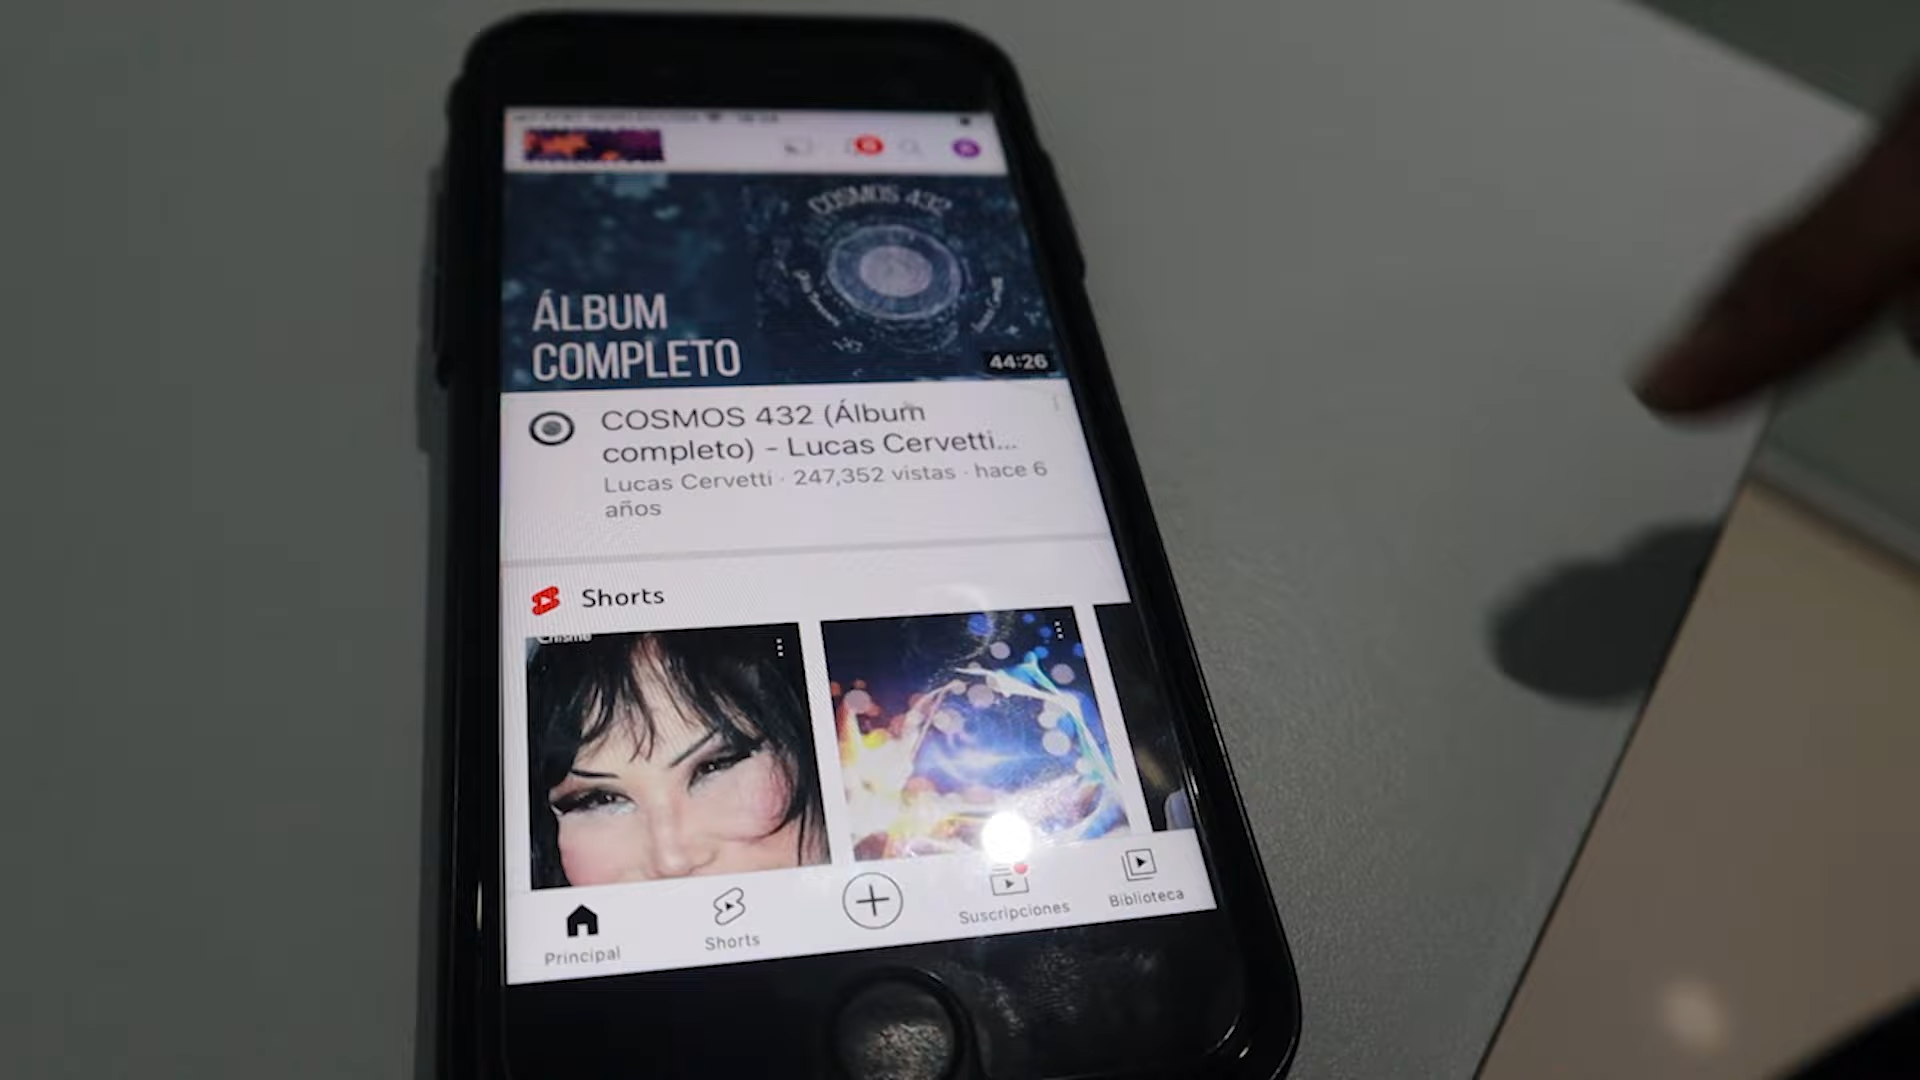 COSMOS 432
ÁLBUM
COMPLETO
44:26
COSMOS 432 (Álbum
completo) - Lucas Cervetti...
Lucas Cervetti · 247,352 vistas · hace 6
años
Shorts
Chisme
Principal
Shorts
Suscripciones
Biblioteca